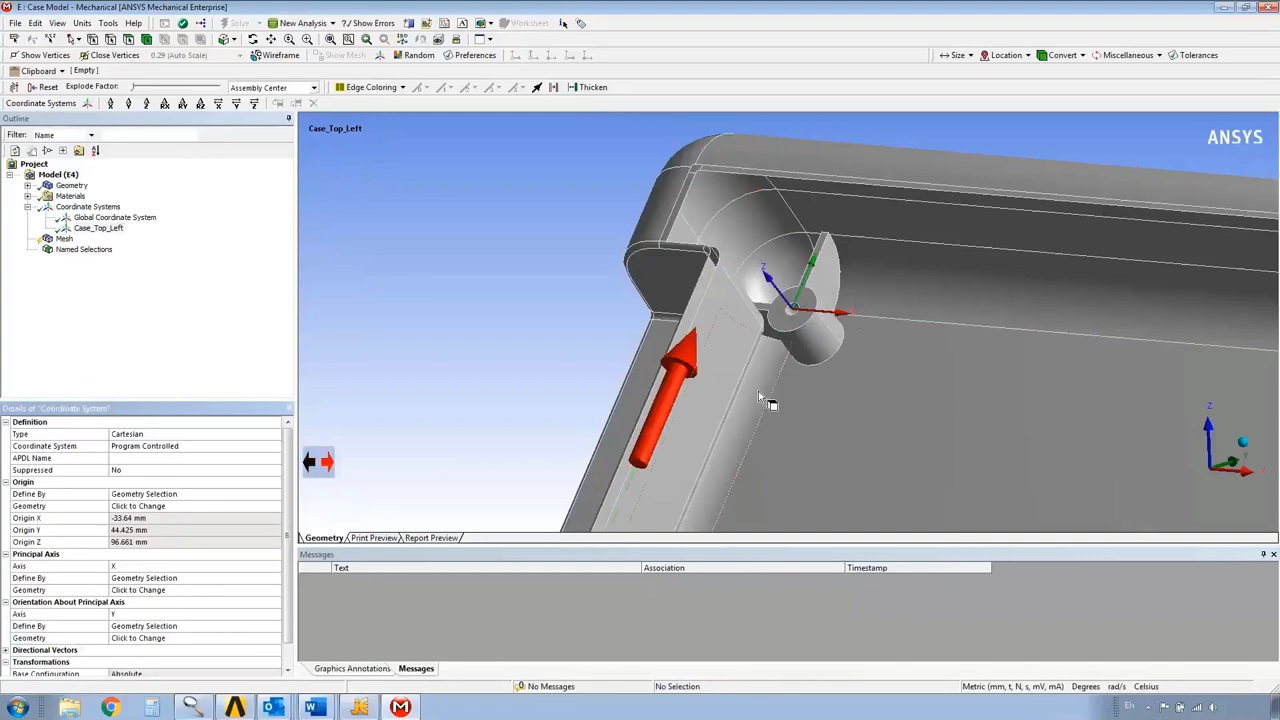 E : Case Model - Mechanical [ANSYS Mechanical Enterprise]
File Edit View Units Tools Help Solve New Analysis Show Errors Worksheet
Show Vertices Close Vertices 0.29 (Auto Scale) Wireframe Show Mesh Random Preferences Size Location Convert Miscellaneous Tolerances
Clipboard [ Empty ]
Reset Explode Factor: Assembly Center Edge Coloring Thicken
Coordinate Systems
Outline
Filter: Name
Project
Model (E4)
Geometry
Materials
Coordinate Systems
Global Coordinate System
Case_Top_Left
Mesh
Named Selections
Case_Top_Left
ANSYS
Z
Z
Y
X
Details of "Coordinate System"
Definition
Type Cartesian
Coordinate System Program Controlled
APDL Name
Suppressed No
Origin
Define By Geometry Selection
Geometry Click to Change
Origin X -33.64 mm
Origin Y 44.425 mm
Origin Z 96.661 mm
Principal Axis
Axis X
Define By Geometry Selection
Geometry Click to Change
Orientation About Principal Axis
Axis Y
Define By Geometry Selection
Geometry Click to Change
Directional Vectors
Transformations
Base Configuration Absolute
Geometry Print Preview Report Preview
Messages
Text Association Timestamp
Graphics Annotations Messages
No Messages No Selection Metric (mm, t, N, s, mV, mA) Degrees rad/s Celsius
EN